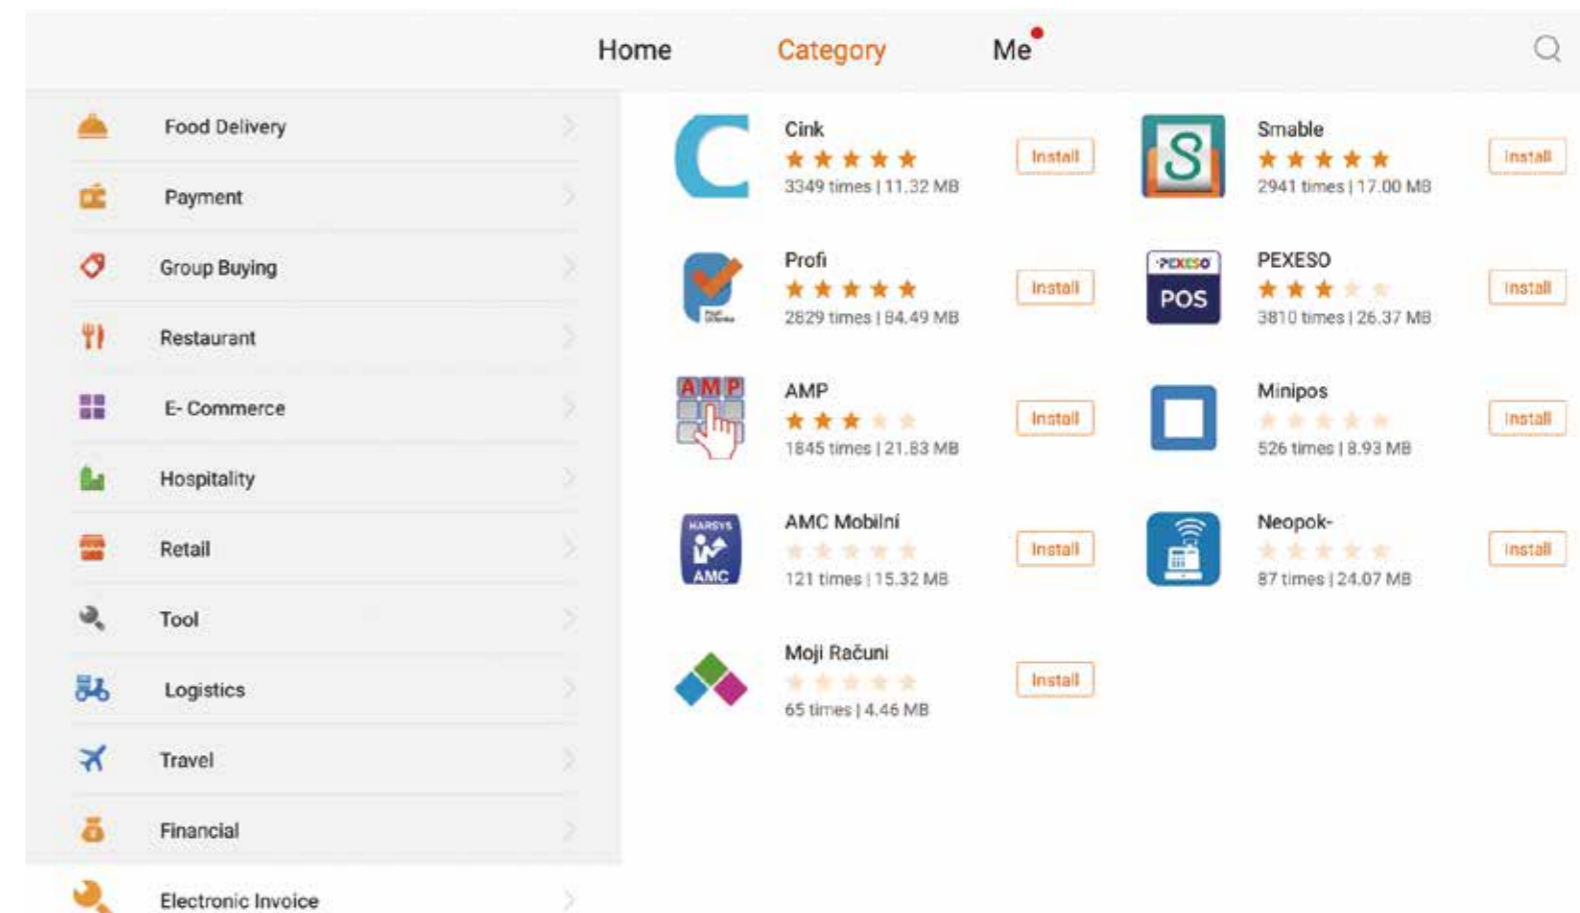 Home
Category
Me
Food Delivery
Payment
Group Buying
Restaurant
E- Commerce
Hospitality
Retail
Tool
Logistics
Travel
Financial
Electronic Invoice
Cink
3349 times | 11.32 MB
Install
Smable
2941 times | 17.00 MB
Install
S
Profi
2829 times | 84.49 MB
Install
PEXESO
POS
PEXESO
3810 times | 26.37 MB
Install
AMP
AMP
1845 times | 21.83 MB
Install
Minipos
526 times | 8.93 MB
Install
HARSYS
AMC
AMC Mobilní
121 times | 15.32 MB
Install
Neopok-
87 times | 24.07 MB
Install
Moji Računi
65 times | 4.46 MB
Install